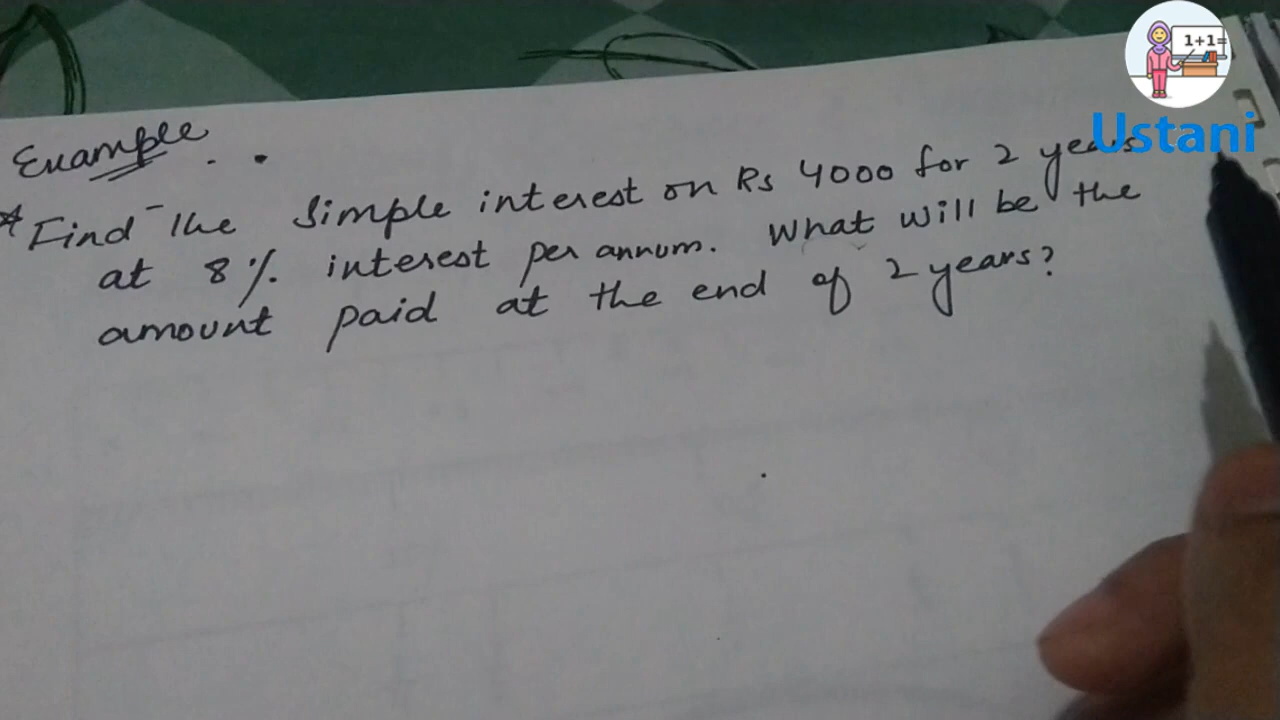 1+1=
Ustani
Example
Find the simple interest on Rs 4000 for 2 years
at 8% interest per annum. What will be the
amount paid at the end of 2 years?